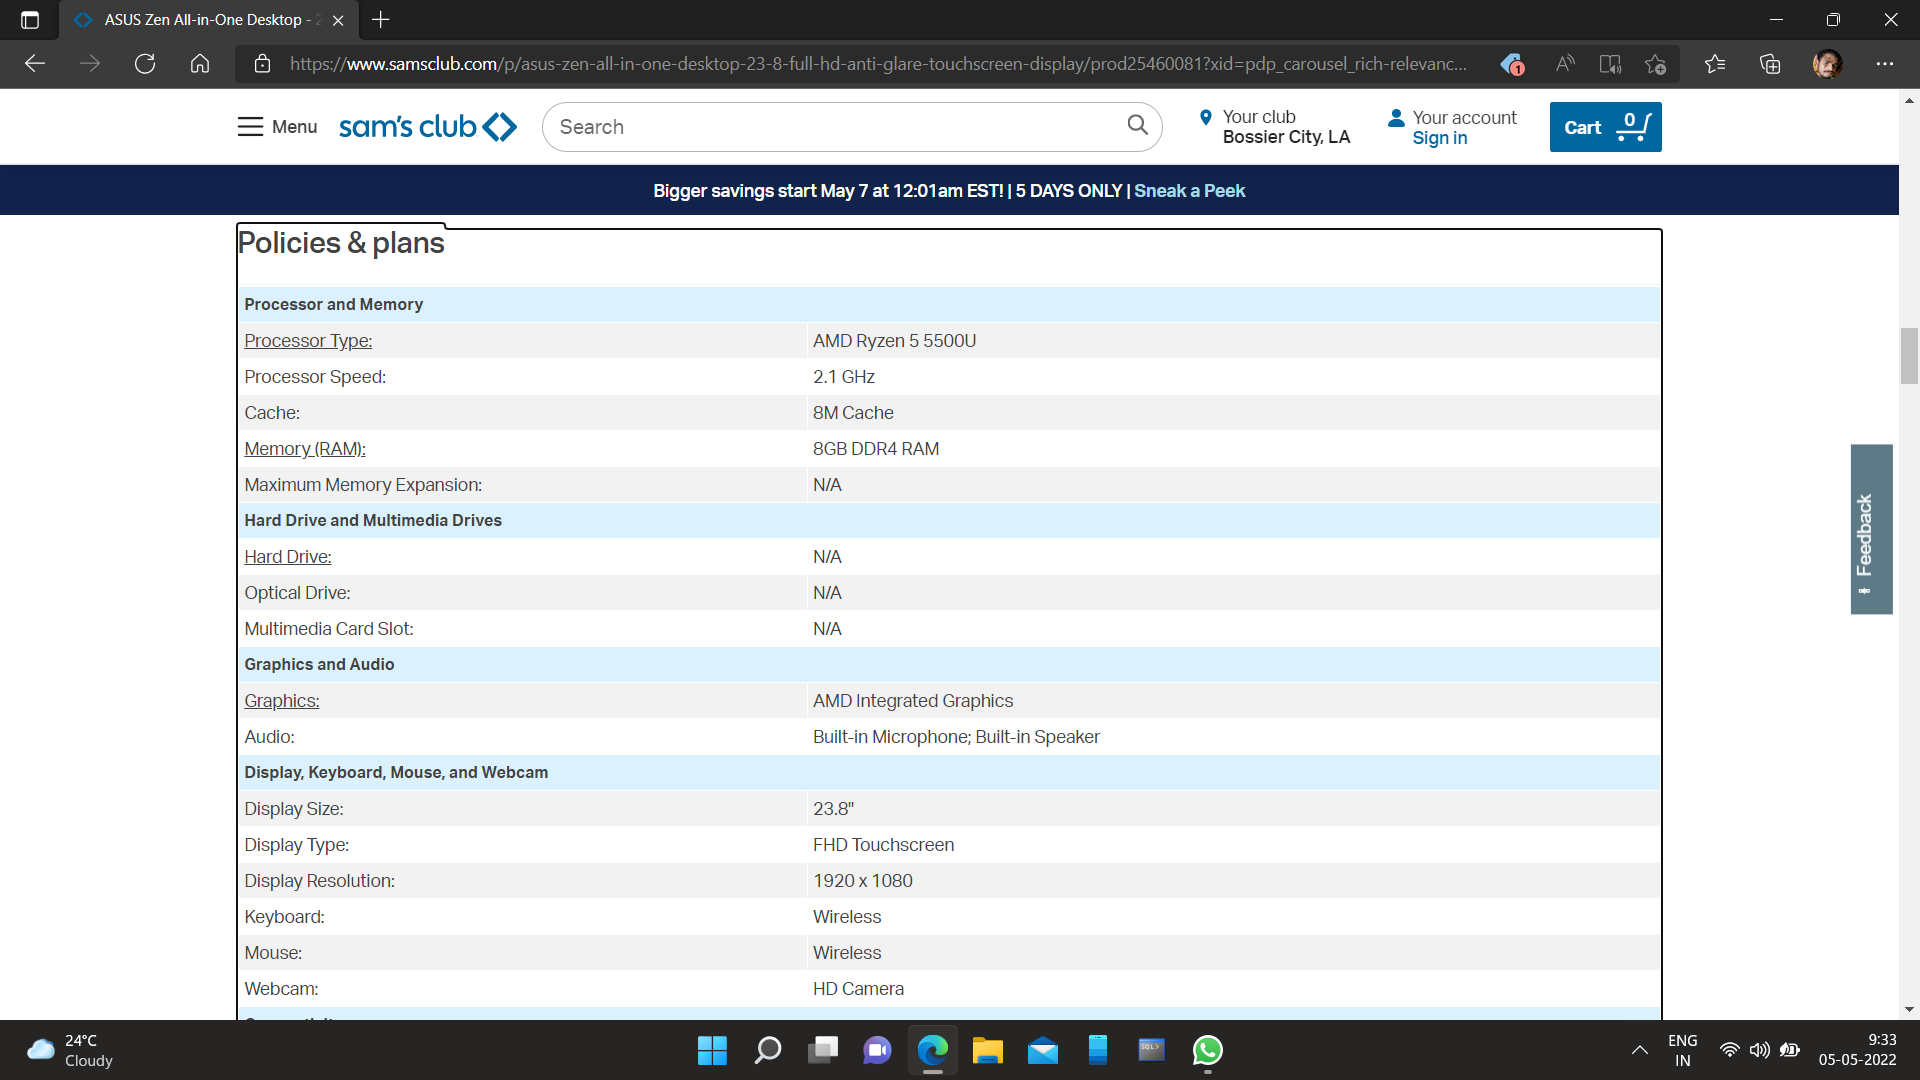 ASUS Zen All-in-One Desktop - 2
https://www.samsclub.com/p/asus-zen-all-in-one-desktop-23-8-full-hd-anti-glare-touchscreen-display/prod25460081?xid=pdp_carousel_rich-relevanc...
1
Menu
sam's club
Search
Your club
Bossier City, LA
Your account
Sign in
Cart
0
Bigger savings start May 7 at 12:01am EST! | 5 DAYS ONLY | Sneak a Peek
Policies & plans
Processor and Memory
Processor Type: AMD Ryzen 5 5500U
Processor Speed: 2.1 GHz
Cache: 8M Cache
Memory (RAM): 8GB DDR4 RAM
Maximum Memory Expansion: N/A
Hard Drive and Multimedia Drives
Hard Drive: N/A
Optical Drive: N/A
Multimedia Card Slot: N/A
Graphics and Audio
Graphics: AMD Integrated Graphics
Audio: Built-in Microphone; Built-in Speaker
Display, Keyboard, Mouse, and Webcam
Display Size: 23.8"
Display Type: FHD Touchscreen
Display Resolution: 1920 x 1080
Keyboard: Wireless
Mouse: Wireless
Webcam: HD Camera
Feedback
24°C
Cloudy
SQL>
ENG
IN
9:33
05-05-2022